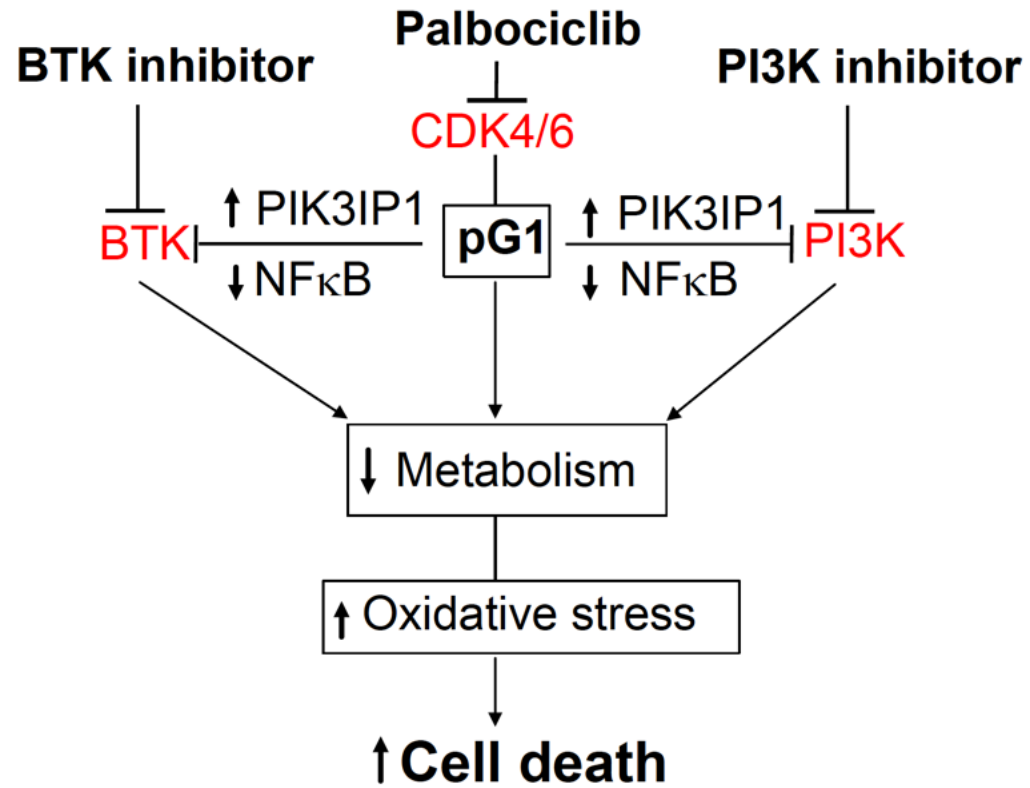 Palbociclib
BTK inhibitor
PI3K inhibitor
CDK4/6
↑ PIK3IP1
↑ PIK3IP1
BTK
pG1
PI3K
↓ NFκB
↓ NFκB
↓ Metabolism
↑ Oxidative stress
↑ Cell death